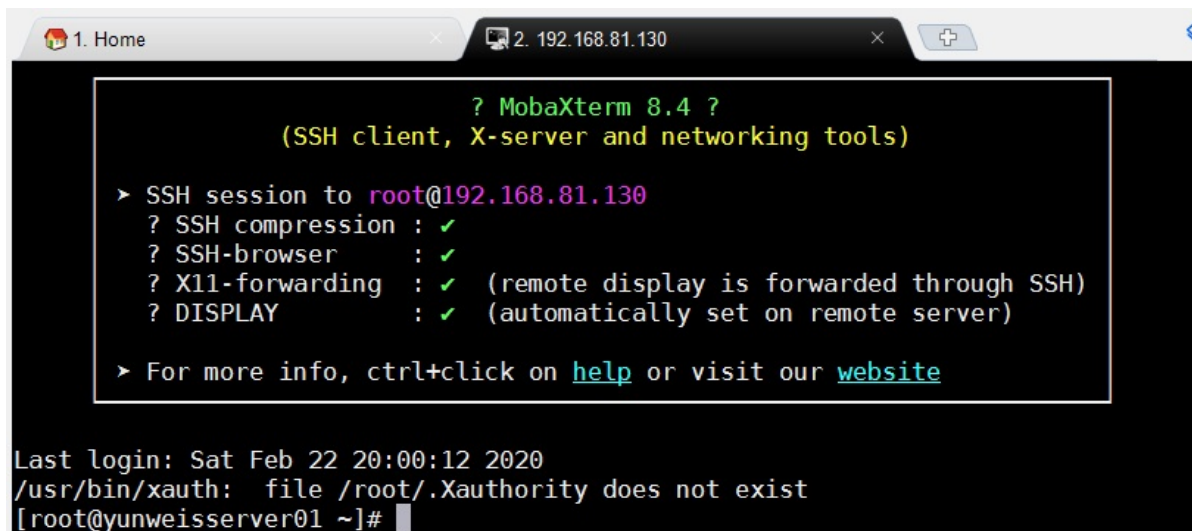 1. Home
2. 192.168.81.130
? MobaXterm 8.4 ?
(SSH client, X-server and networking tools)
➤ SSH session to root@192.168.81.130
? SSH compression : ✔
? SSH-browser     : ✔
? X11-forwarding  : ✔  (remote display is forwarded through SSH)
? DISPLAY         : ✔  (automatically set on remote server)
➤ For more info, ctrl+click on help or visit our website
Last login: Sat Feb 22 20:00:12 2020
/usr/bin/xauth:  file /root/.Xauthority does not exist
[root@yunweisserver01 ~]#